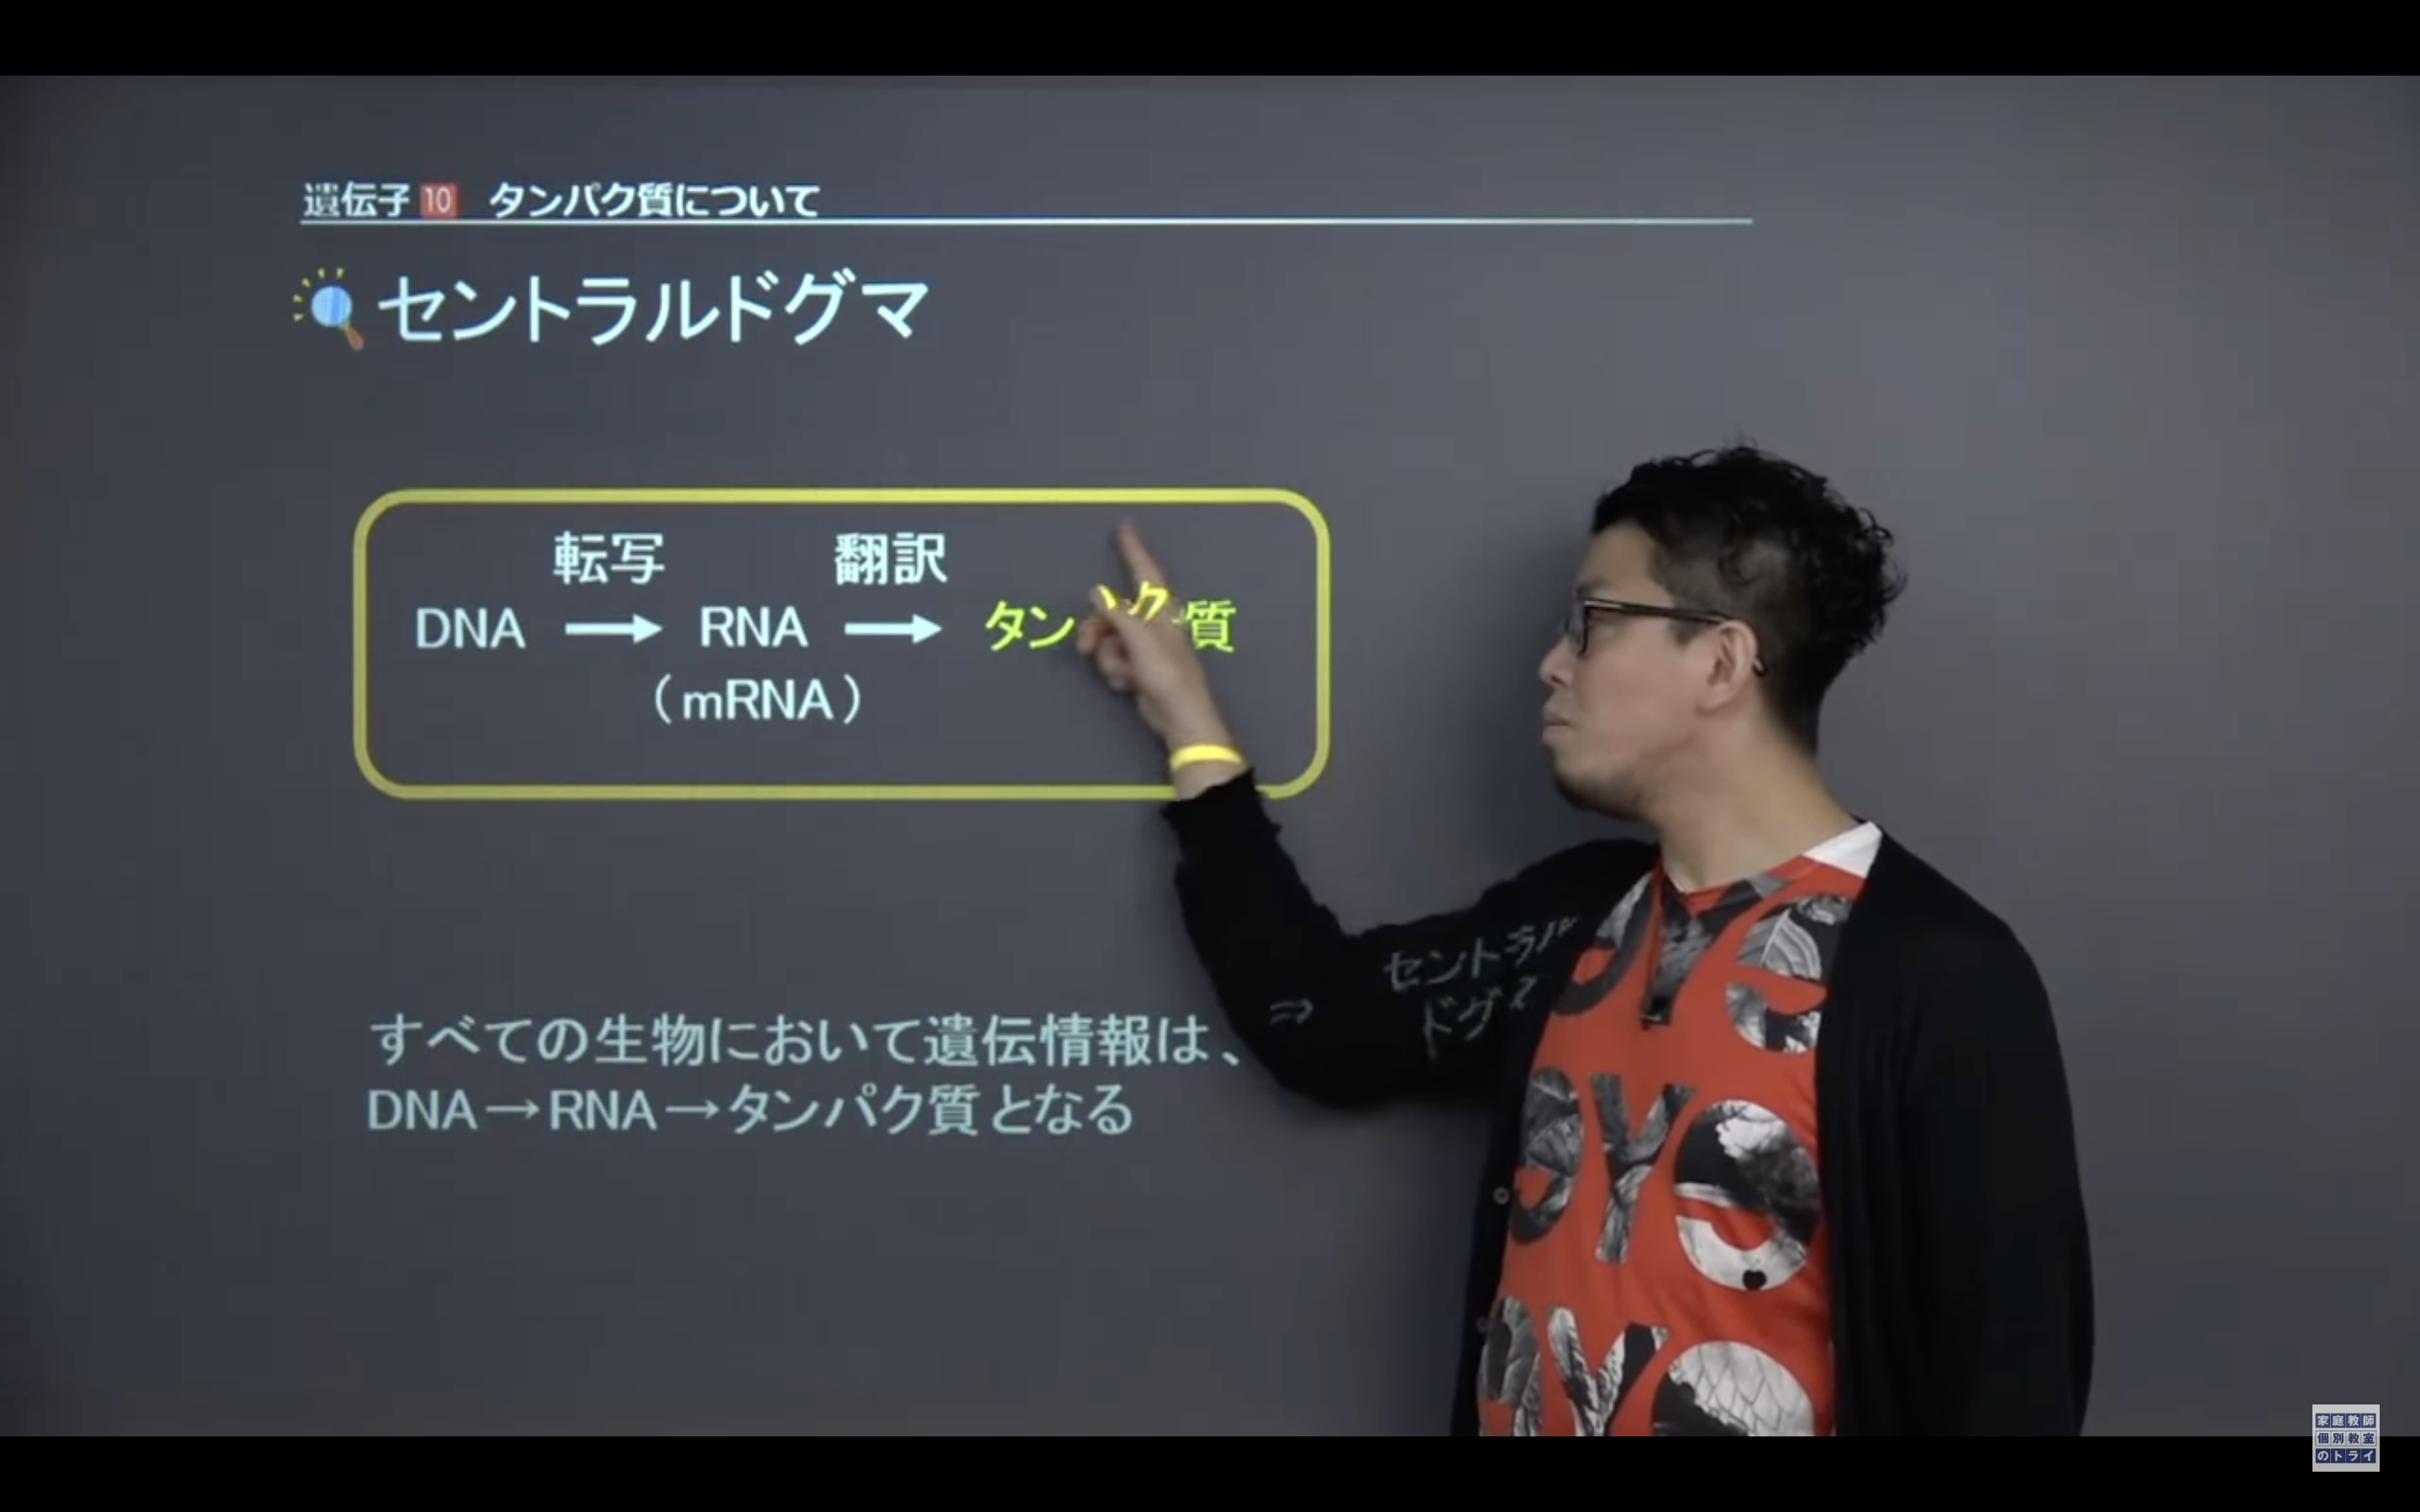 遺伝子 10 タンパク質について
セントラルドグマ
転写 翻訳
DNA → RNA → タンパク質
(mRNA)
⇒ セントラル
ドグマ
すべての生物において遺伝情報は、
DNA→RNA→タンパク質となる
家庭教師
個別教室
のトライ